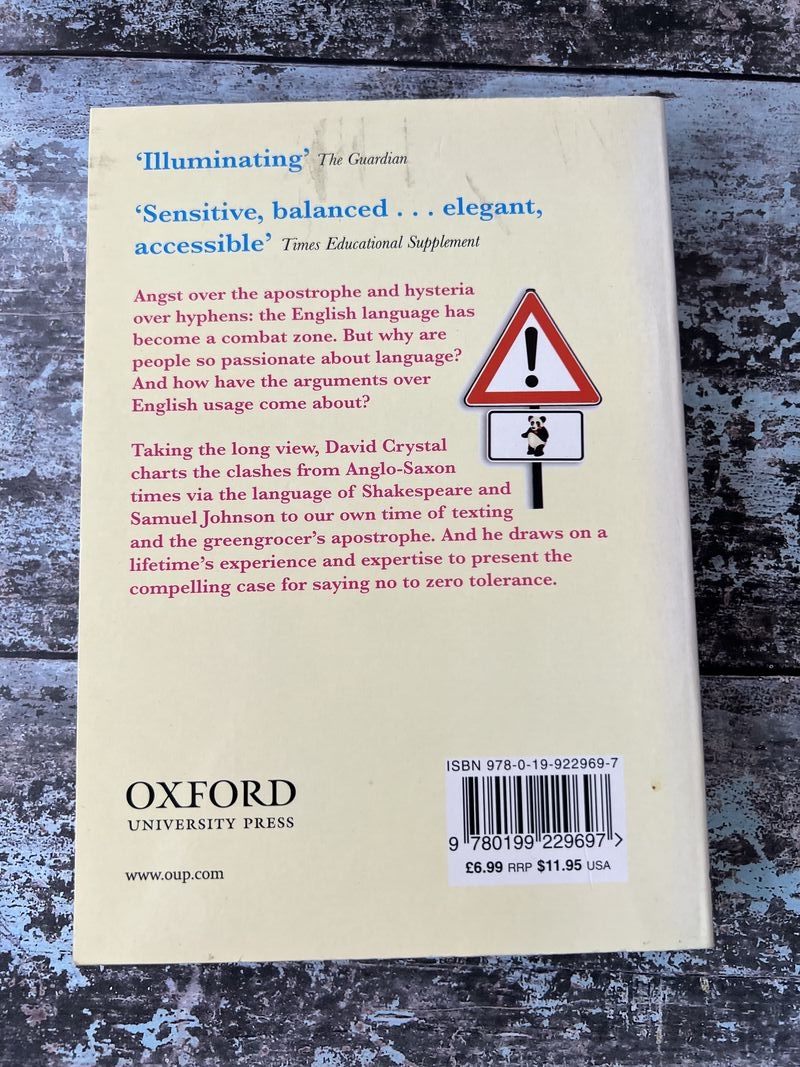 ‘Illuminating’ The Guardian
‘Sensitive, balanced . . . elegant,
accessible’ Times Educational Supplement
Angst over the apostrophe and hysteria
over hyphens: the English language has
become a combat zone. But why are
people so passionate about language?
And how have the arguments over
English usage come about?
Taking the long view, David Crystal
charts the clashes from Anglo-Saxon
times via the language of Shakespeare and
Samuel Johnson to our own time of texting
and the greengrocer’s apostrophe. And he draws on a
lifetime’s experience and expertise to present the
compelling case for saying no to zero tolerance.
!
OXFORD
UNIVERSITY PRESS
www.oup.com
ISBN 978-0-19-922969-7
9 780199 229697 >
£6.99 RRP $11.95 USA